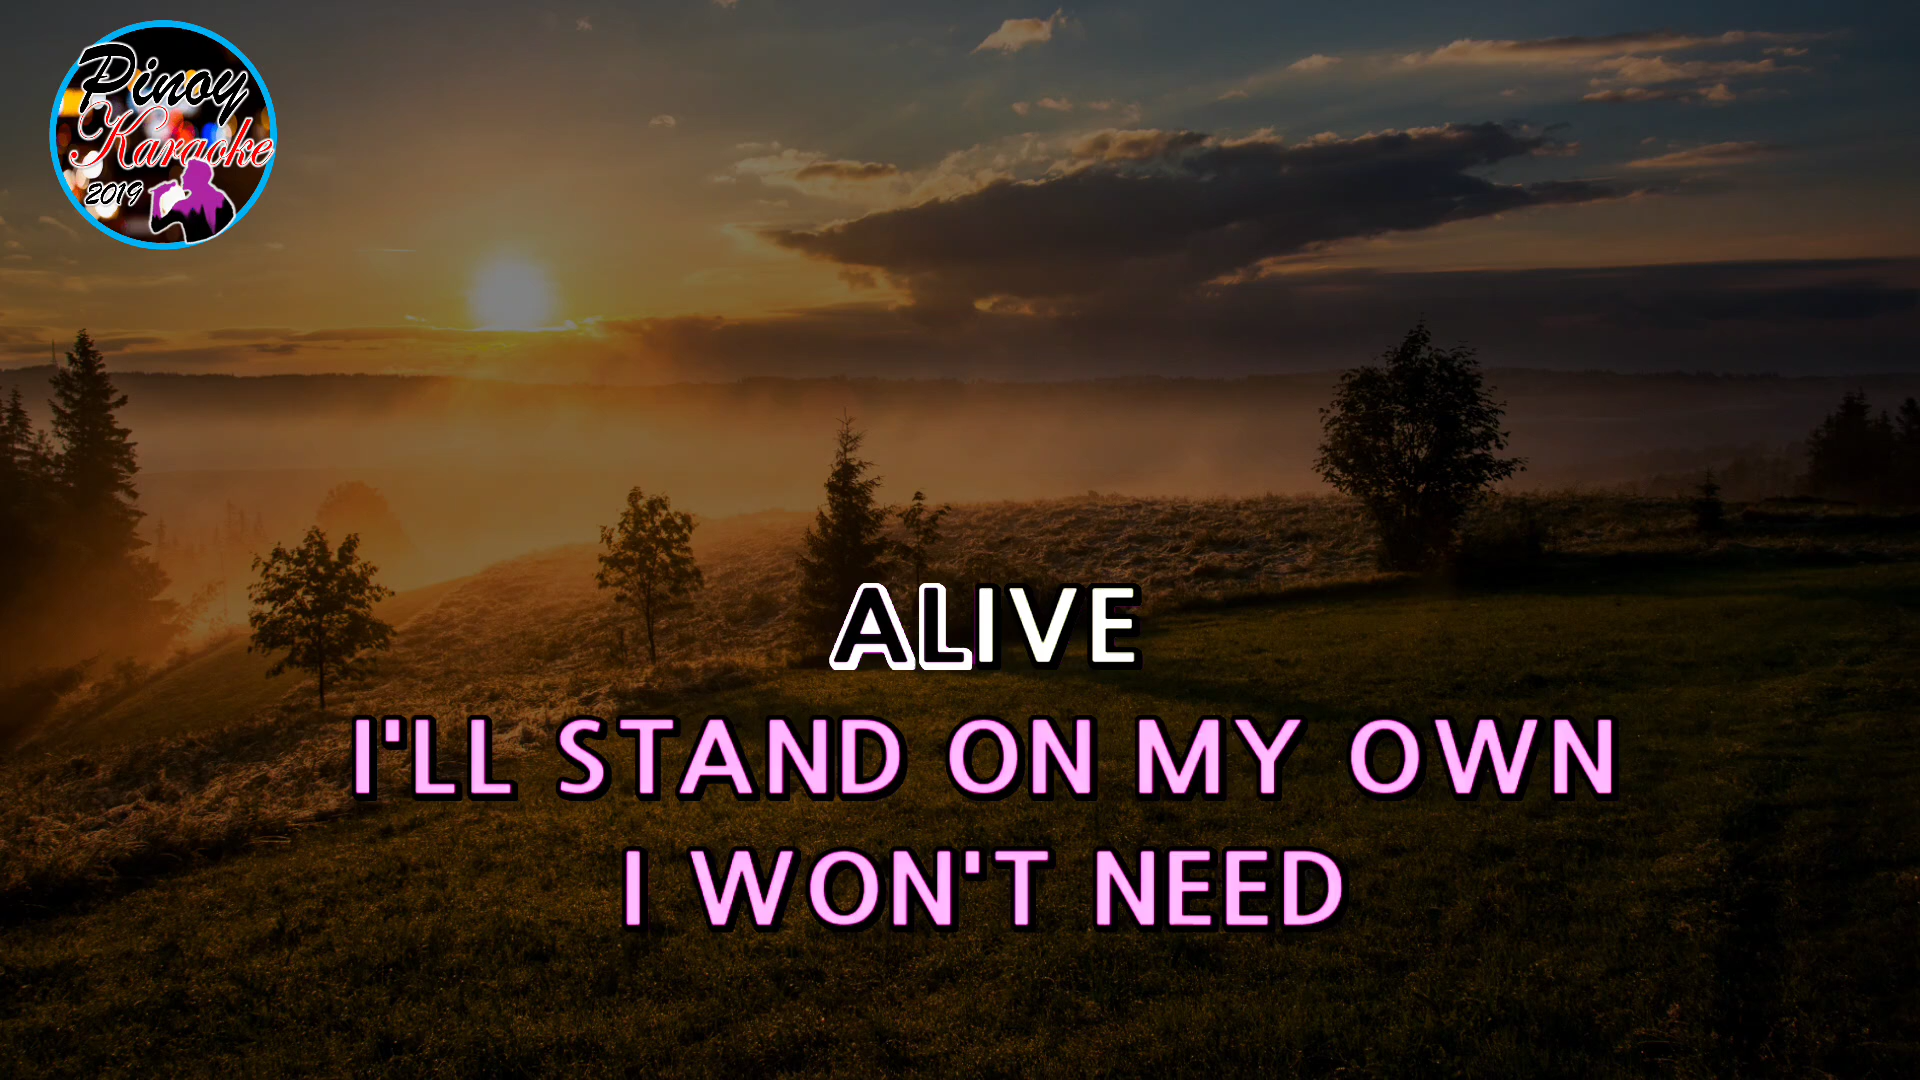 Pinoy
Karaoke
2019
ALIVE
I'LL STAND ON MY OWN
I WON'T NEED